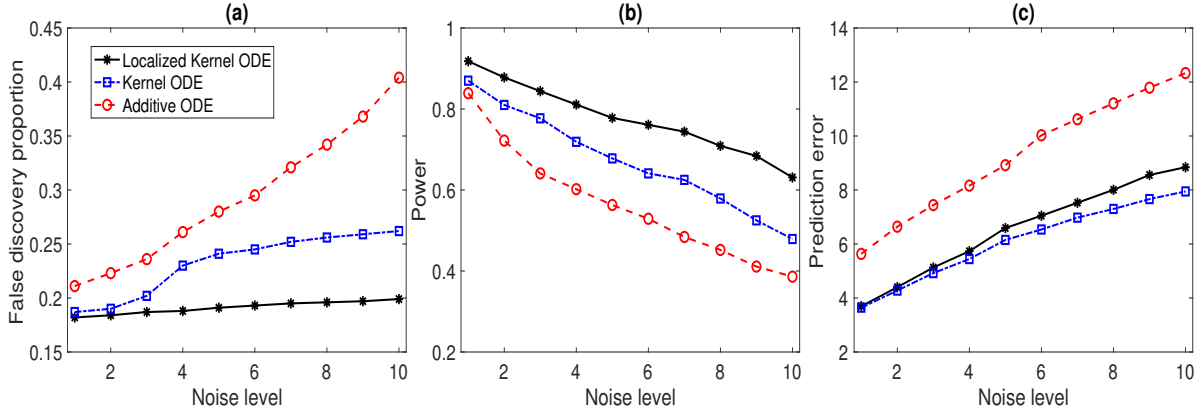 (a)
False discovery proportion
0.45
0.4
0.35
0.3
0.25
0.2
0.15
Localized Kernel ODE
Kernel ODE
Additive ODE
2 4 6 8 10
Noise level
(b)
Power
1
0.8
0.6
0.4
0.2
2 4 6 8 10
Noise level
(c)
Prediction error
14
12
10
8
6
4
2
2 4 6 8 10
Noise level